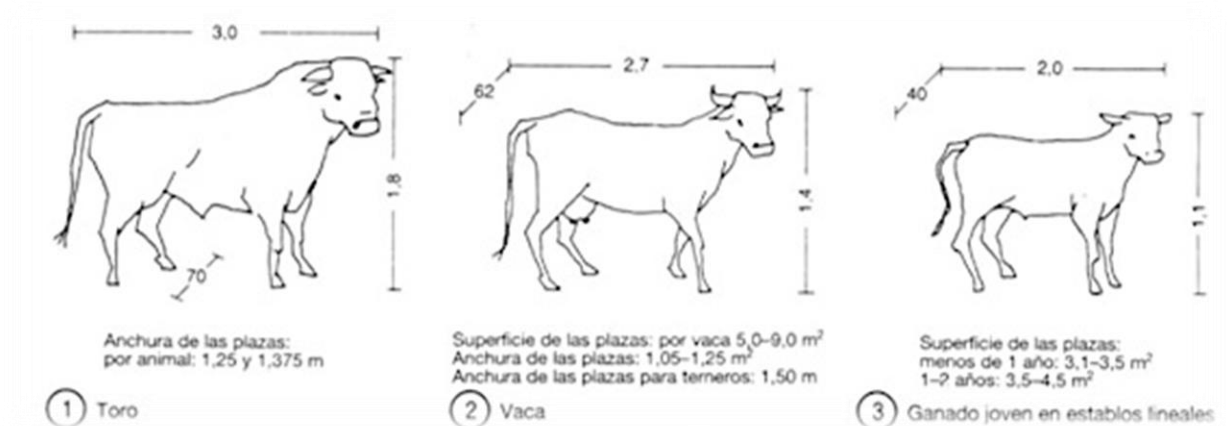 3,0
1,8
70
Anchura de las plazas:
por animal: 1,25 y 1,375 m
1 Toro
62
2,7
1,4
Superficie de las plazas: por vaca 5,0–9,0 m²
Anchura de las plazas: 1,05–1,25 m²
Anchura de las plazas para terneros: 1,50 m
2 Vaca
40
2,0
1,1
Superficie de las plazas:
menos de 1 año: 3,1–3,5 m²
1–2 años: 3,5–4,5 m²
3 Ganado joven en establos lineales